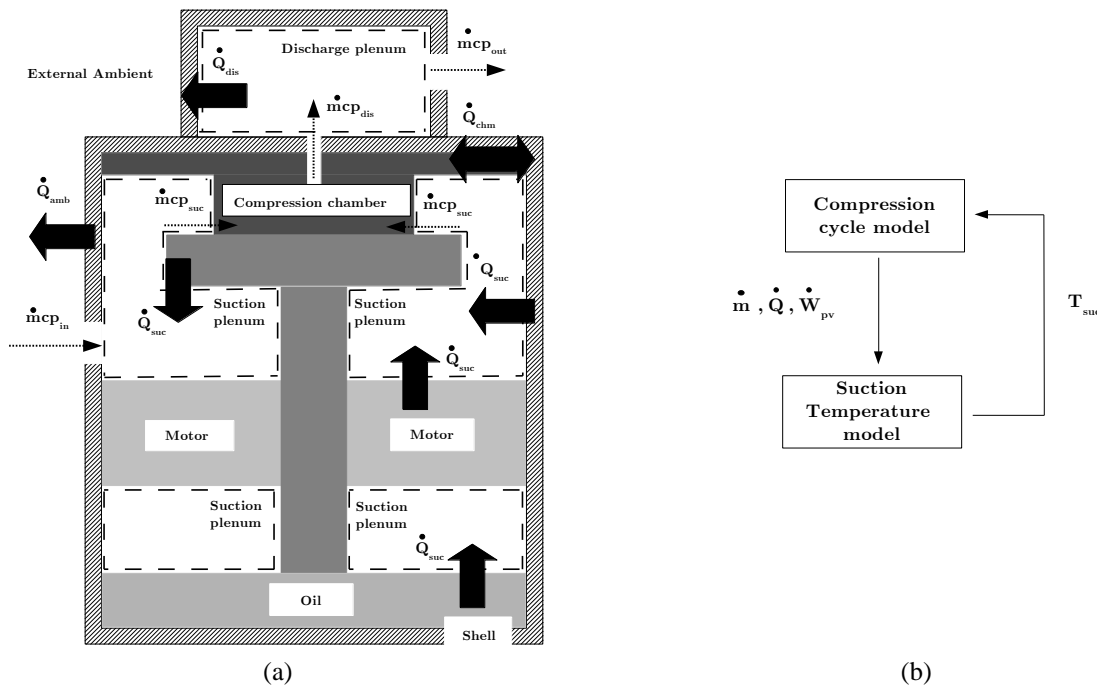 Discharge plenum
ṁcp_out
External Ambient
Q̇_dis
ṁcp_dis
Q̇_chm
Q̇_amb
ṁcp_suc
Compression chamber
ṁcp_suc
Q̇_suc
Q̇_suc
ṁcp_in
Suction
plenum
Suction
plenum
Q̇_suc
Motor
Motor
Suction
plenum
Suction
plenum
Q̇_suc
Oil
Shell
(a)
Compression
cycle model
ṁ , Q̇ , Ẇ_pv
T_suc
Suction
Temperature
model
(b)